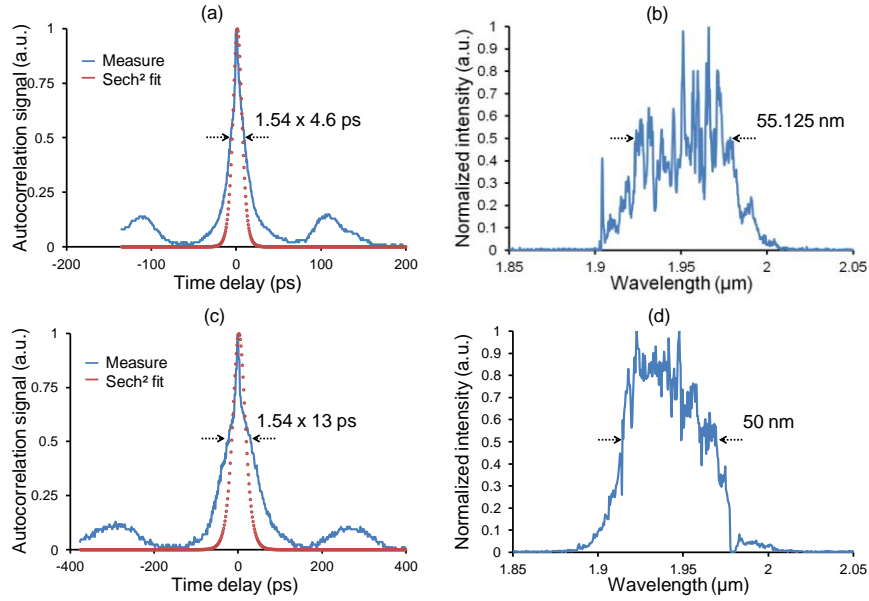 (a)
Autocorrelation signal (a.u.)
1
0.75
0.5
0.25
0
-200
-100
0
100
200
Time delay (ps)
Measure
Sech² fit
1.54 x 4.6 ps
(b)
Normalized intensity (a.u.)
1
0.9
0.8
0.7
0.6
0.5
0.4
0.3
0.2
0.1
0
1.85
1.9
1.95
2
2.05
Wavelength (µm)
55.125 nm
(c)
Autocorrelation signal (a.u.)
1
0.75
0.5
0.25
0
-400
-200
0
200
400
Time delay (ps)
Measure
Sech² fit
1.54 x 13 ps
(d)
Normalized intensity (a.u.)
1
0.9
0.8
0.7
0.6
0.5
0.4
0.3
0.2
0.1
0
1.85
1.9
1.95
2
2.05
Wavelength (µm)
50 nm